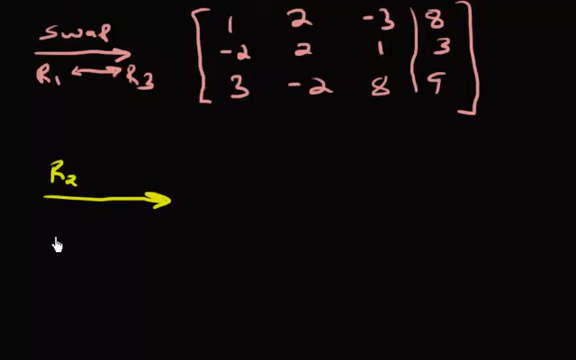 swap
R1 ↔ R3
1 2 -3 | 8
-2 2 1 | 3
3 -2 8 | 9
R2